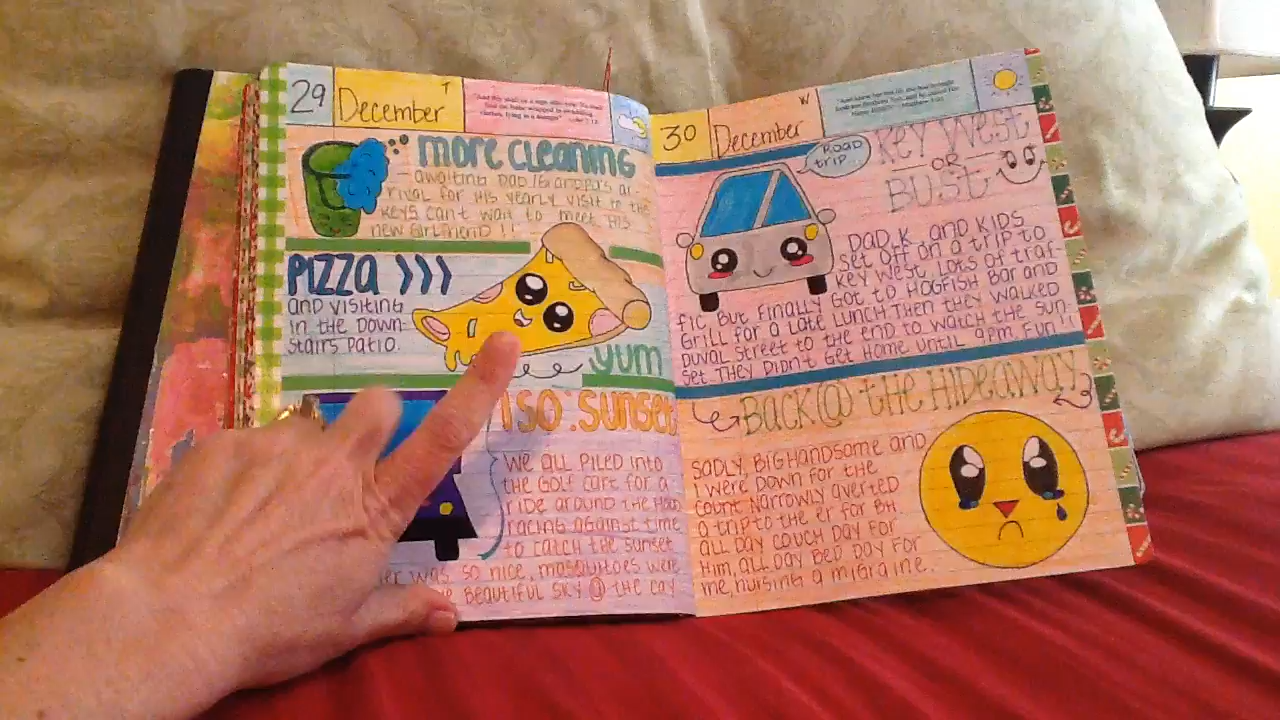 29
December
T
MORE CLEANING
- awaiting Dad/Grandpa's ar-
rival for his yearly visit to the
Keys can't wait to meet his
new Girlfriend !!
PIZZA >>>
and visiting
in the Down
stairs patio.
yum
ISO: sunset
We all piled into
the Golf cart for a
ride around the
racing against time
to catch the sunset
was so nice, mosquitoes were
beautiful sky @ the
30
December
W
ROAD
trip...
Key West
OR
BUST
DAD, K, and KIDS
set off on a trip to
Key West. Lots of traf
fic But Finally Got to HOGFISH Bar and
Grill for a late lunch. Then they walked
Duval street to the end to watch the sun-
set. They didn't get home until 9pm Fun
BACK @ the HIDEAWAY
SADLY, BIGHandsome and
I were down for the
count. Narrowly averted
a trip to the er for BH
all day couch day for
Him, all day bed day for
me, nursing a migraine.